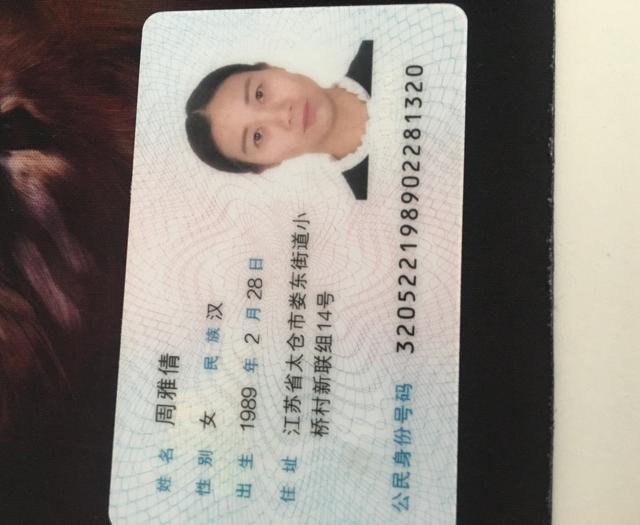 姓名 周雅倩
性别 女 民族 汉
出生 1989 年 2 月 28 日
住址 江苏省太仓市娄东街道小
桥村新联组14号
公民身份号码 320522198902281320